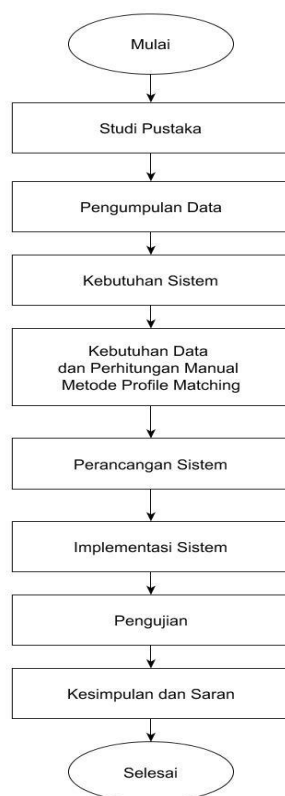 Mulai
Studi Pustaka
Pengumpulan Data
Kebutuhan Sistem
Kebutuhan Data
dan Perhitungan Manual
Metode Profile Matching
Perancangan Sistem
Implementasi Sistem
Pengujian
Kesimpulan dan Saran
Selesai